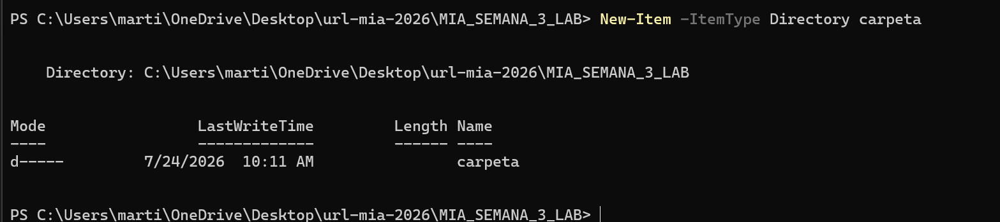 PS C:\Users\marti\OneDrive\Desktop\url-mia-2026\MIA_SEMANA_3_LAB> New-Item -ItemType Directory carpeta
Directory: C:\Users\marti\OneDrive\Desktop\url-mia-2026\MIA_SEMANA_3_LAB
Mode LastWriteTime Length Name
---- ------------- ------ ----
d----- 7/24/2026 10:11 AM carpeta
PS C:\Users\marti\OneDrive\Desktop\url-mia-2026\MIA_SEMANA_3_LAB>